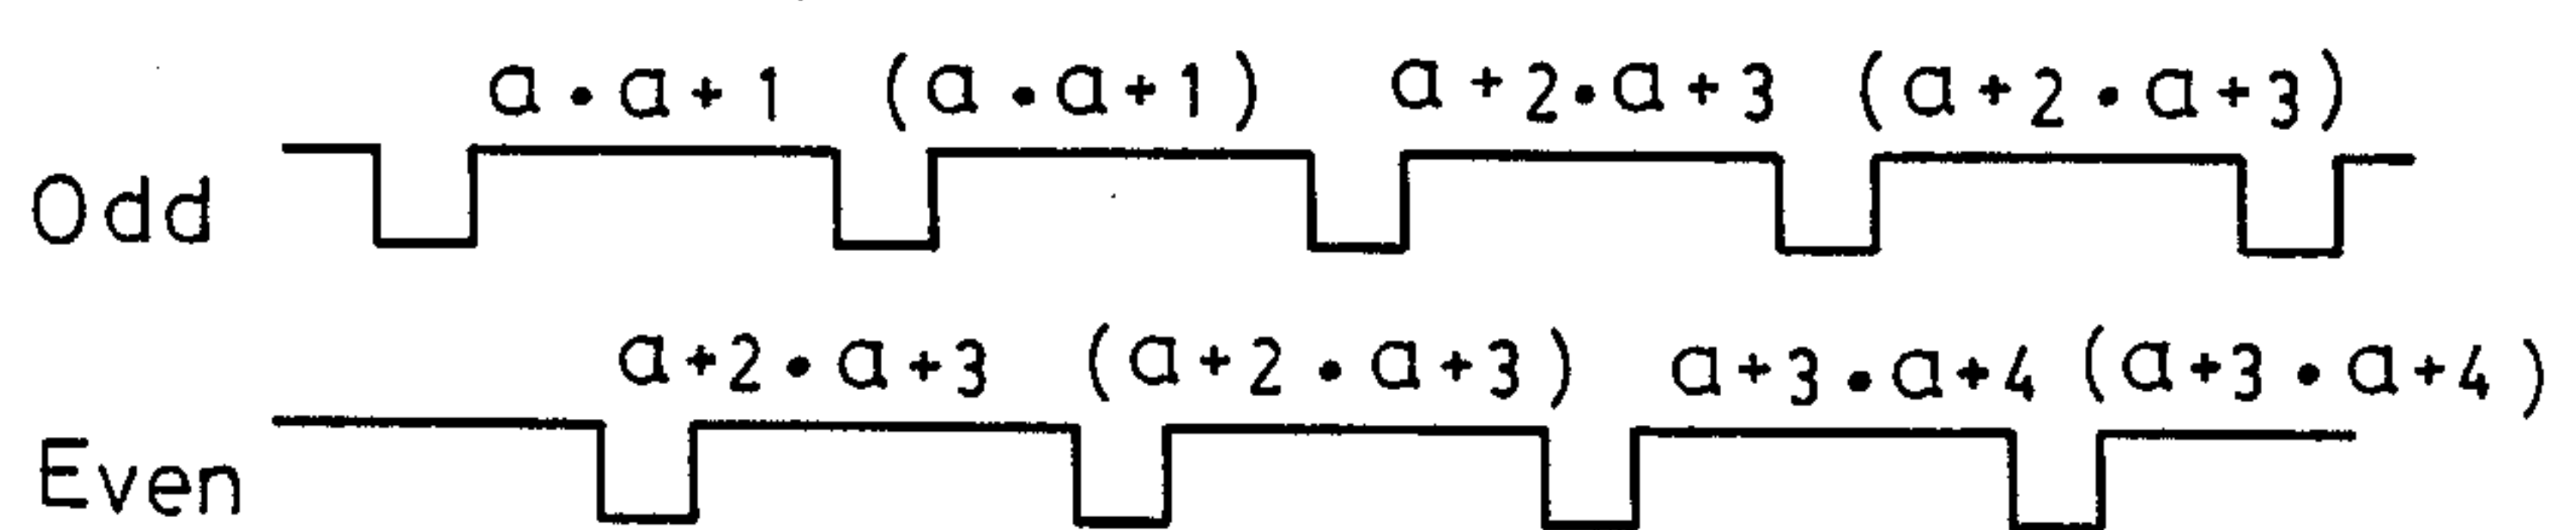 a•a+1 (a•a+1) a+2•a+3 (a+2•a+3)
Odd
a+2•a+3 (a+2•a+3) a+3•a+4 (a+3•a+4)
Even